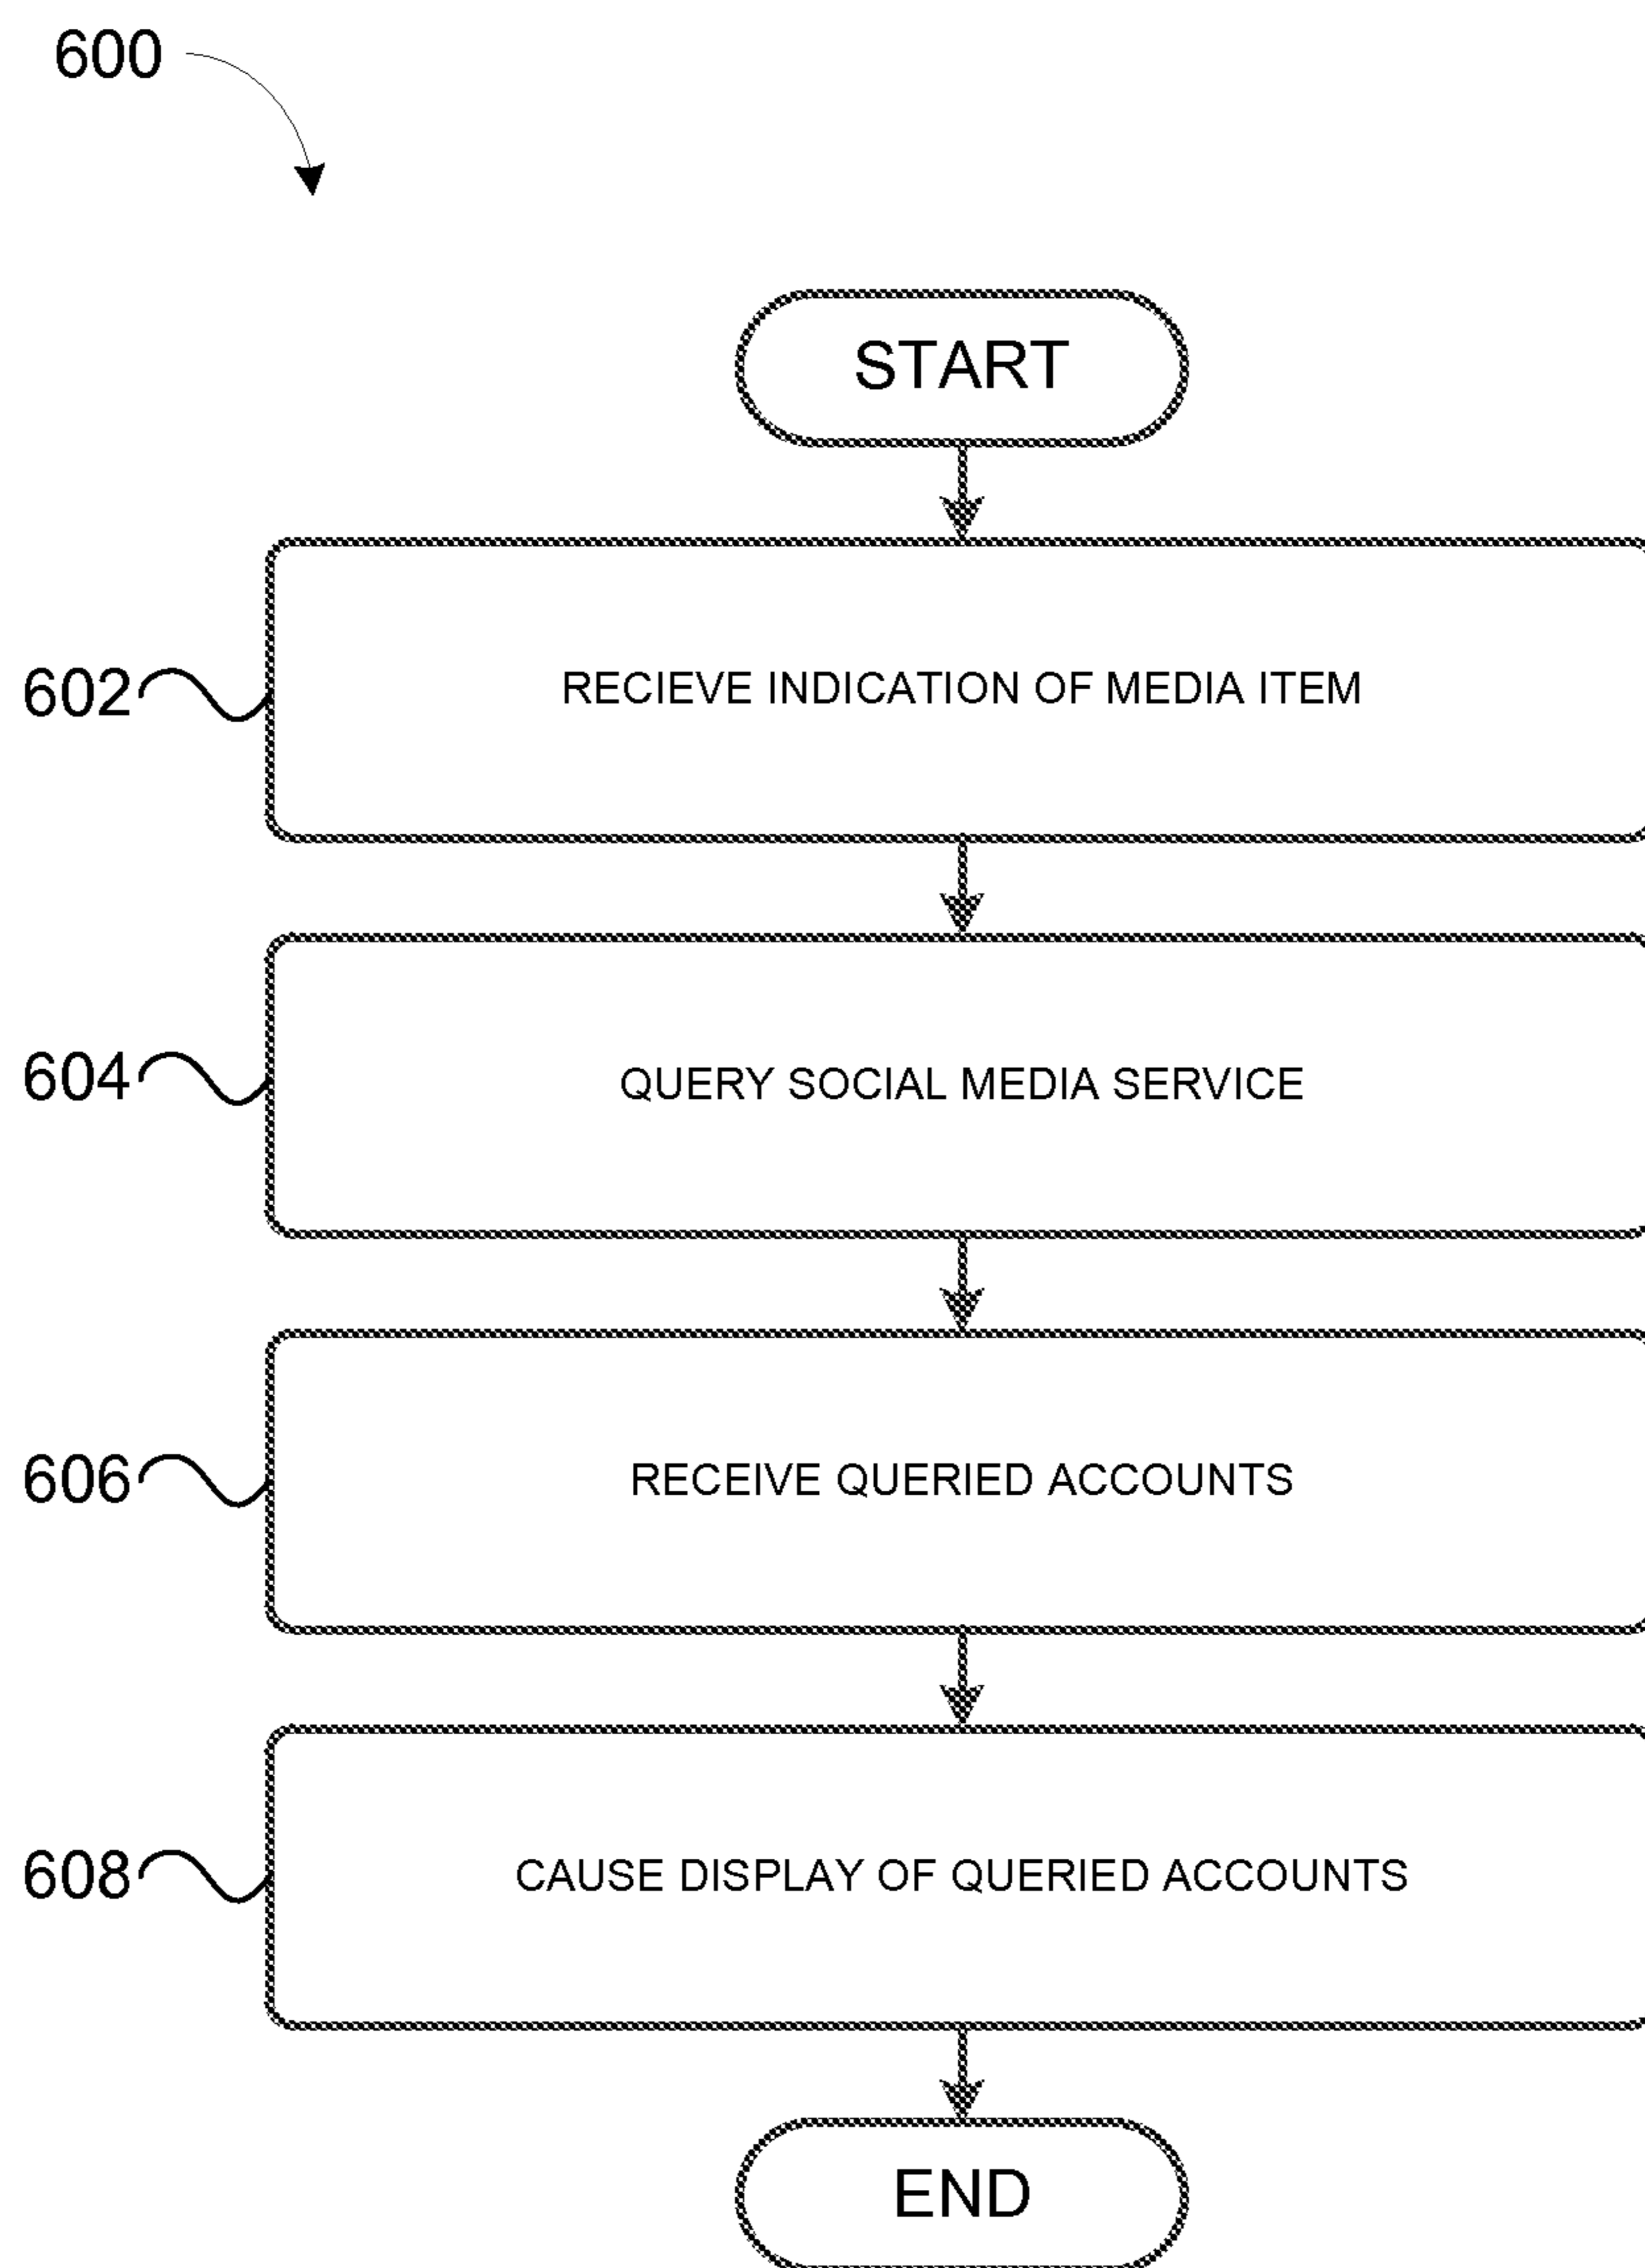 600
START
602
RECIEVE INDICATION OF MEDIA ITEM
604
QUERY SOCIAL MEDIA SERVICE
606
RECEIVE QUERIED ACCOUNTS
608
CAUSE DISPLAY OF QUERIED ACCOUNTS
END